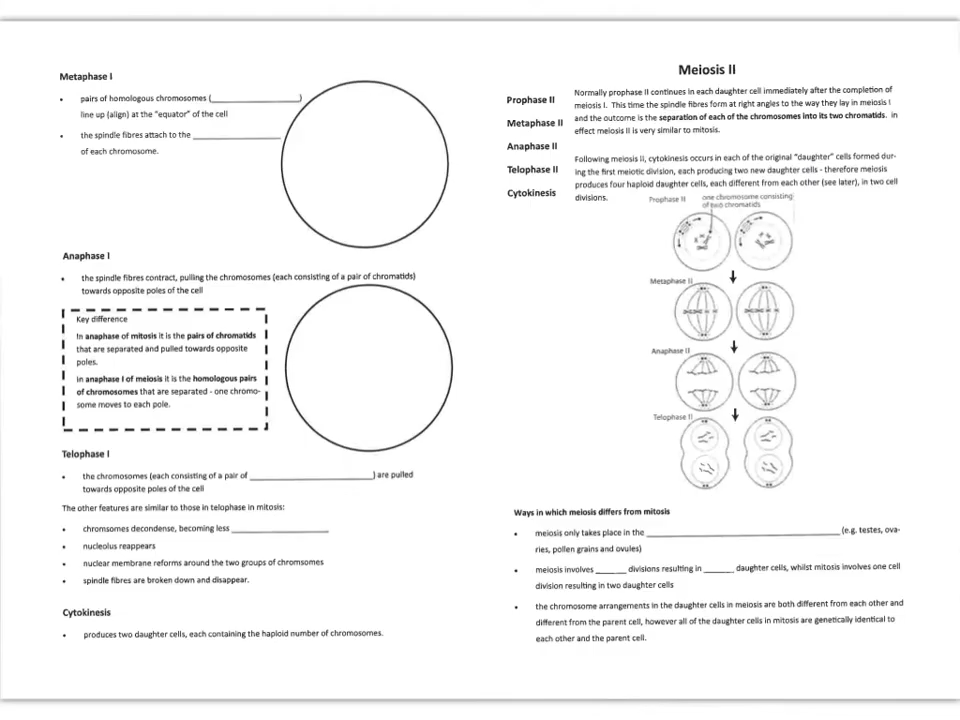 Metaphase I
• pairs of homologous chromosomes (____________________)
line up (align) at the "equator" of the cell
• the spindle fibres attach to the ____________________
of each chromosome.
Anaphase I
• the spindle fibres contract, pulling the chromosomes (each consisting of a pair of chromatids)
towards opposite poles of the cell
Key difference
In anaphase of mitosis it is the pairs of chromatids
that are separated and pulled towards opposite
poles.
In anaphase I of meiosis it is the homologous pairs
of chromosomes that are separated - one chromo-
some moves to each pole.
Telophase I
• the chromosomes (each consisting of a pair of ____________________) are pulled
towards opposite poles of the cell
The other features are similar to those in telophase in mitosis:
• chromsomes decondense, becoming less ____________________
• nucleolus reappears
• nuclear membrane reforms around the two groups of chromsomes
• spindle fibres are broken down and disappear.
Cytokinesis
• produces two daughter cells, each containing the haploid number of chromosomes.
Meiosis II
Prophase II
Metaphase II
Anaphase II
Telophase II
Cytokinesis
Normally prophase II continues in each daughter cell immediately after the completion of
meiosis I. This time the spindle fibres form at right angles to the way they lay in meiosis I
and the outcome is the separation of each of the chromosomes into its two chromatids. In
effect meiosis II is very similar to mitosis.
Following meiosis II, cytokinesis occurs in each of the original "daughter" cells formed dur-
ing the first meiotic division, each producing two new daughter cells - therefore meiosis
produces four haploid daughter cells, each different from each other (see later), in two cell
divisions.
Prophase II
one chromosome consisting
of two chromatids
Metaphase II
Anaphase II
Telophase II
Ways in which meiosis differs from mitosis
• meiosis only takes place in the ____________________ (e.g. testes, ova-
ries, pollen grains and ovules)
• meiosis involves ______ divisions resulting in ______ daughter cells, whilst mitosis involves one cell
division resulting in two daughter cells
• the chromosome arrangements in the daughter cells in meiosis are both different from each other and
different from the parent cell, however all of the daughter cells in mitosis are genetically identical to
each other and the parent cell.